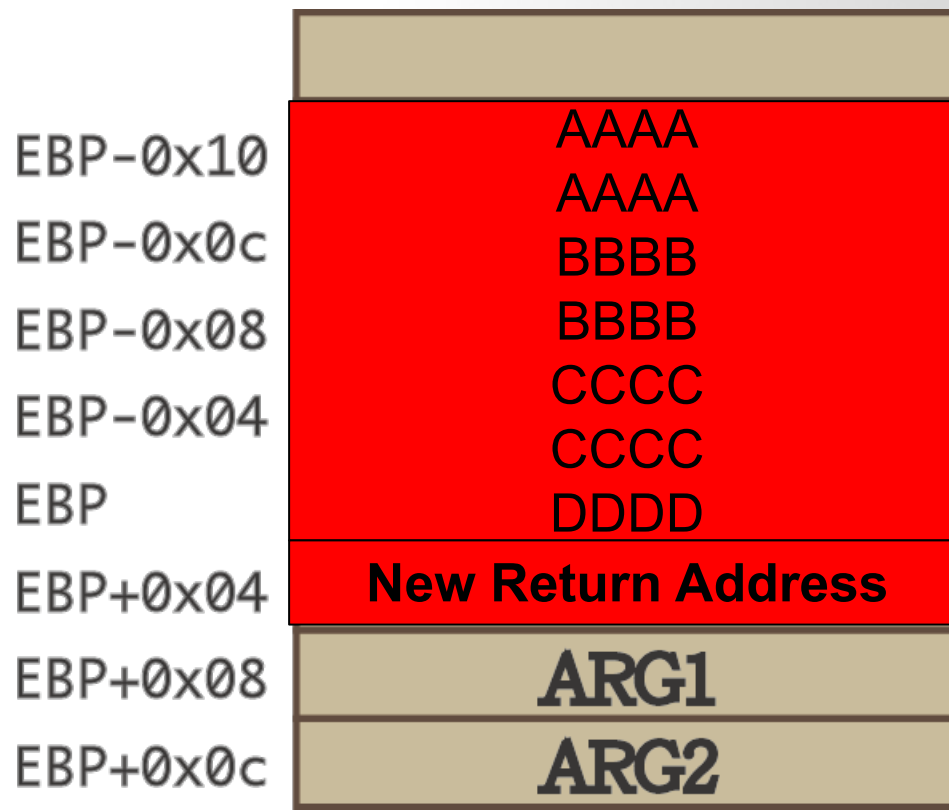 EBP-0x10
EBP-0x0c
EBP-0x08
EBP-0x04
EBP
EBP+0x04
EBP+0x08
EBP+0x0c
AAAA
AAAA
BBBB
BBBB
CCCC
CCCC
DDDD
New Return Address
ARG1
ARG2